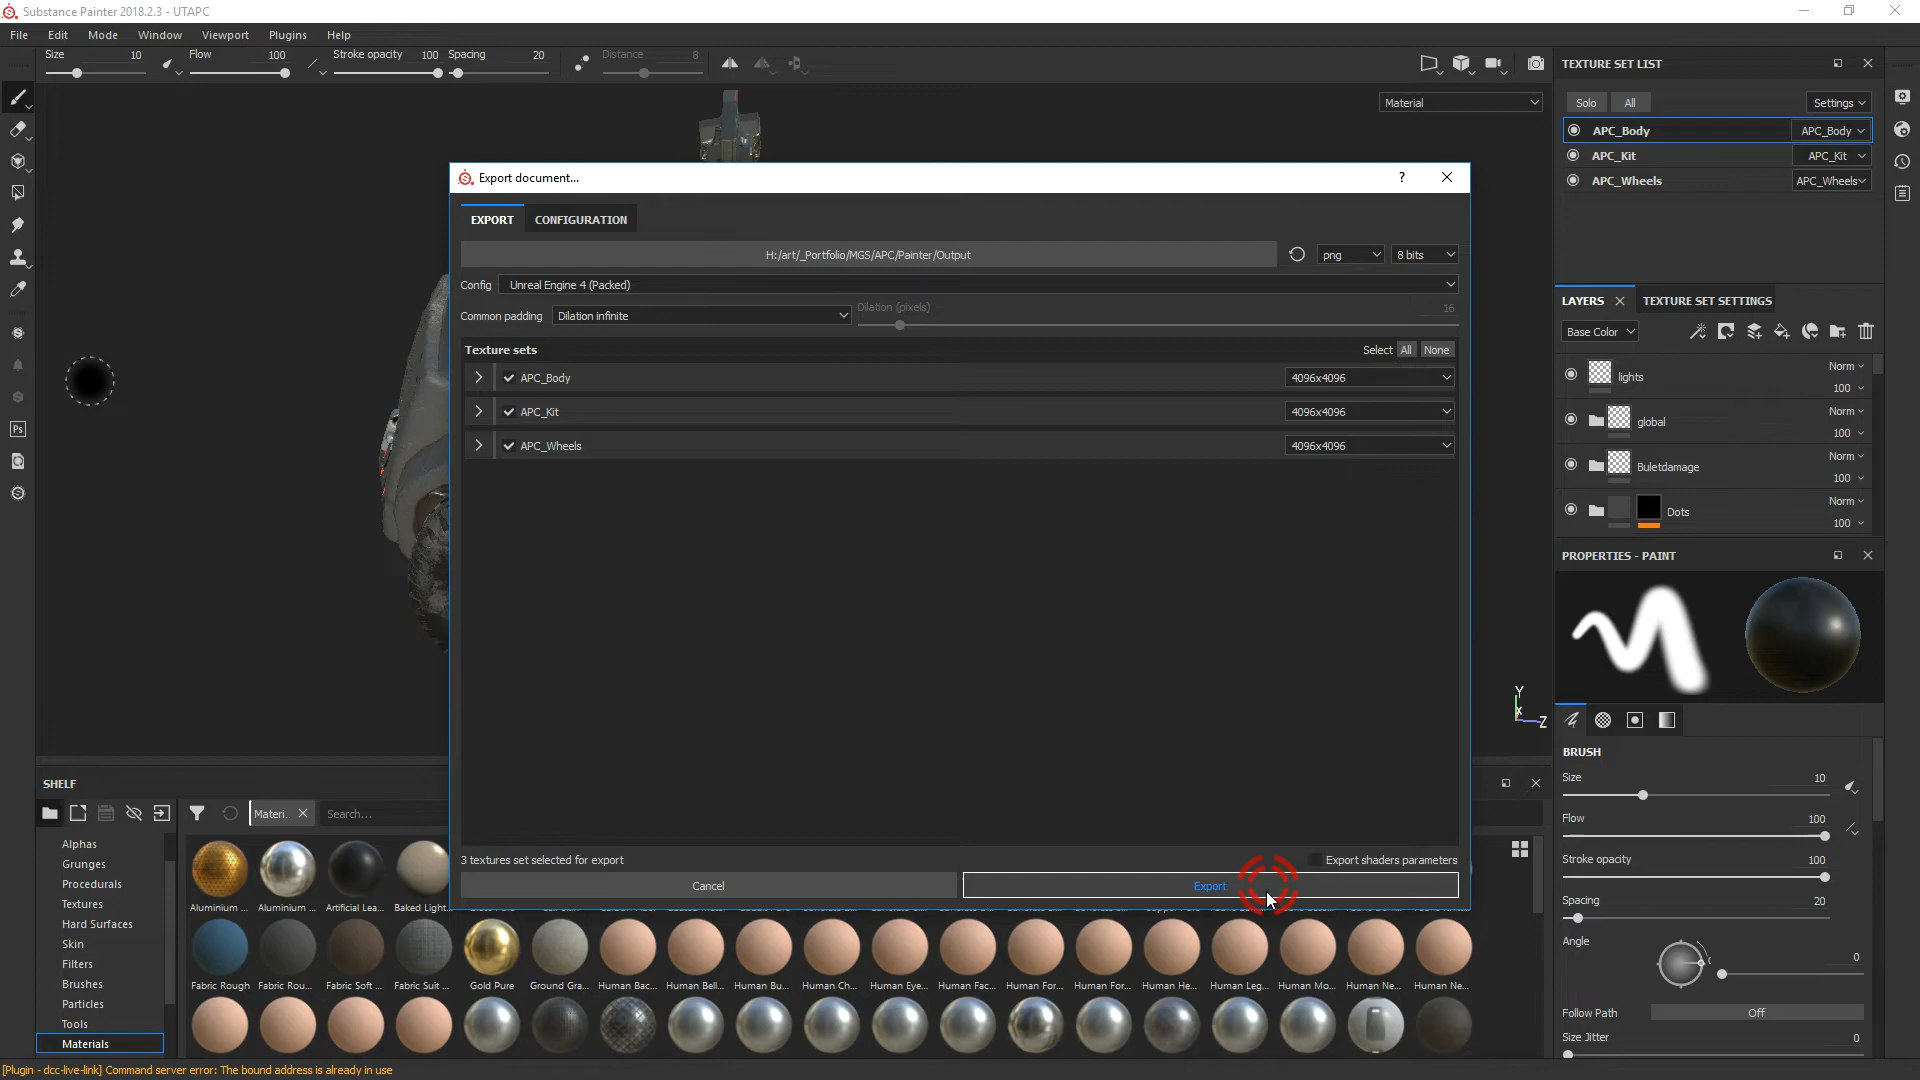 Substance Painter 2018.2.3 - UTAPC
File Edit Mode Window Viewport Plugins Help
Size 10 Flow 100 Stroke opacity 100 Spacing 20 Distance 8
Material
TEXTURE SET LIST
Solo All Settings
APC_Body APC_Body
APC_Kit APC_Kit
APC_Wheels APC_Wheels
Export document...
?
EXPORT CONFIGURATION
H:/art/_Portfolio/MGS/APC/Painter/Output png 8 bits
Config Unreal Engine 4 (Packed)
Common padding Dilation infinite Dilation (pixels) 16
Texture sets Select All None
APC_Body 4096x4096
APC_Kit 4096x4096
APC_Wheels 4096x4096
3 textures set selected for export Export shaders parameters
Cancel Export
LAYERS TEXTURE SET SETTINGS
Base Color
lights Norm 100
global Norm 100
Buletdamage Norm 100
Dots Norm 100
PROPERTIES - PAINT
Y
X
Z
BRUSH
Size 10
Flow 100
Stroke opacity 100
Spacing 20
Angle 0
Follow Path Off
Size Jitter 0
Ps
SHELF
Materi.. Search...
Alphas
Grunges
Procedurals
Textures
Hard Surfaces
Skin
Filters
Brushes
Particles
Tools
Materials
Aluminium ... Aluminium ... Artificial Lea... Baked Light...
Fabric Rough Fabric Rou... Fabric Soft ... Fabric Suit ... Gold Pure Ground Gra... Human Bac... Human Bell... Human Bu... Human Ch... Human Eye... Human Fac... Human For... Human For... Human He... Human Leg... Human Mo... Human Ne... Human Ne...
[Plugin - dcc-live-link] Command server error: The bound address is already in use